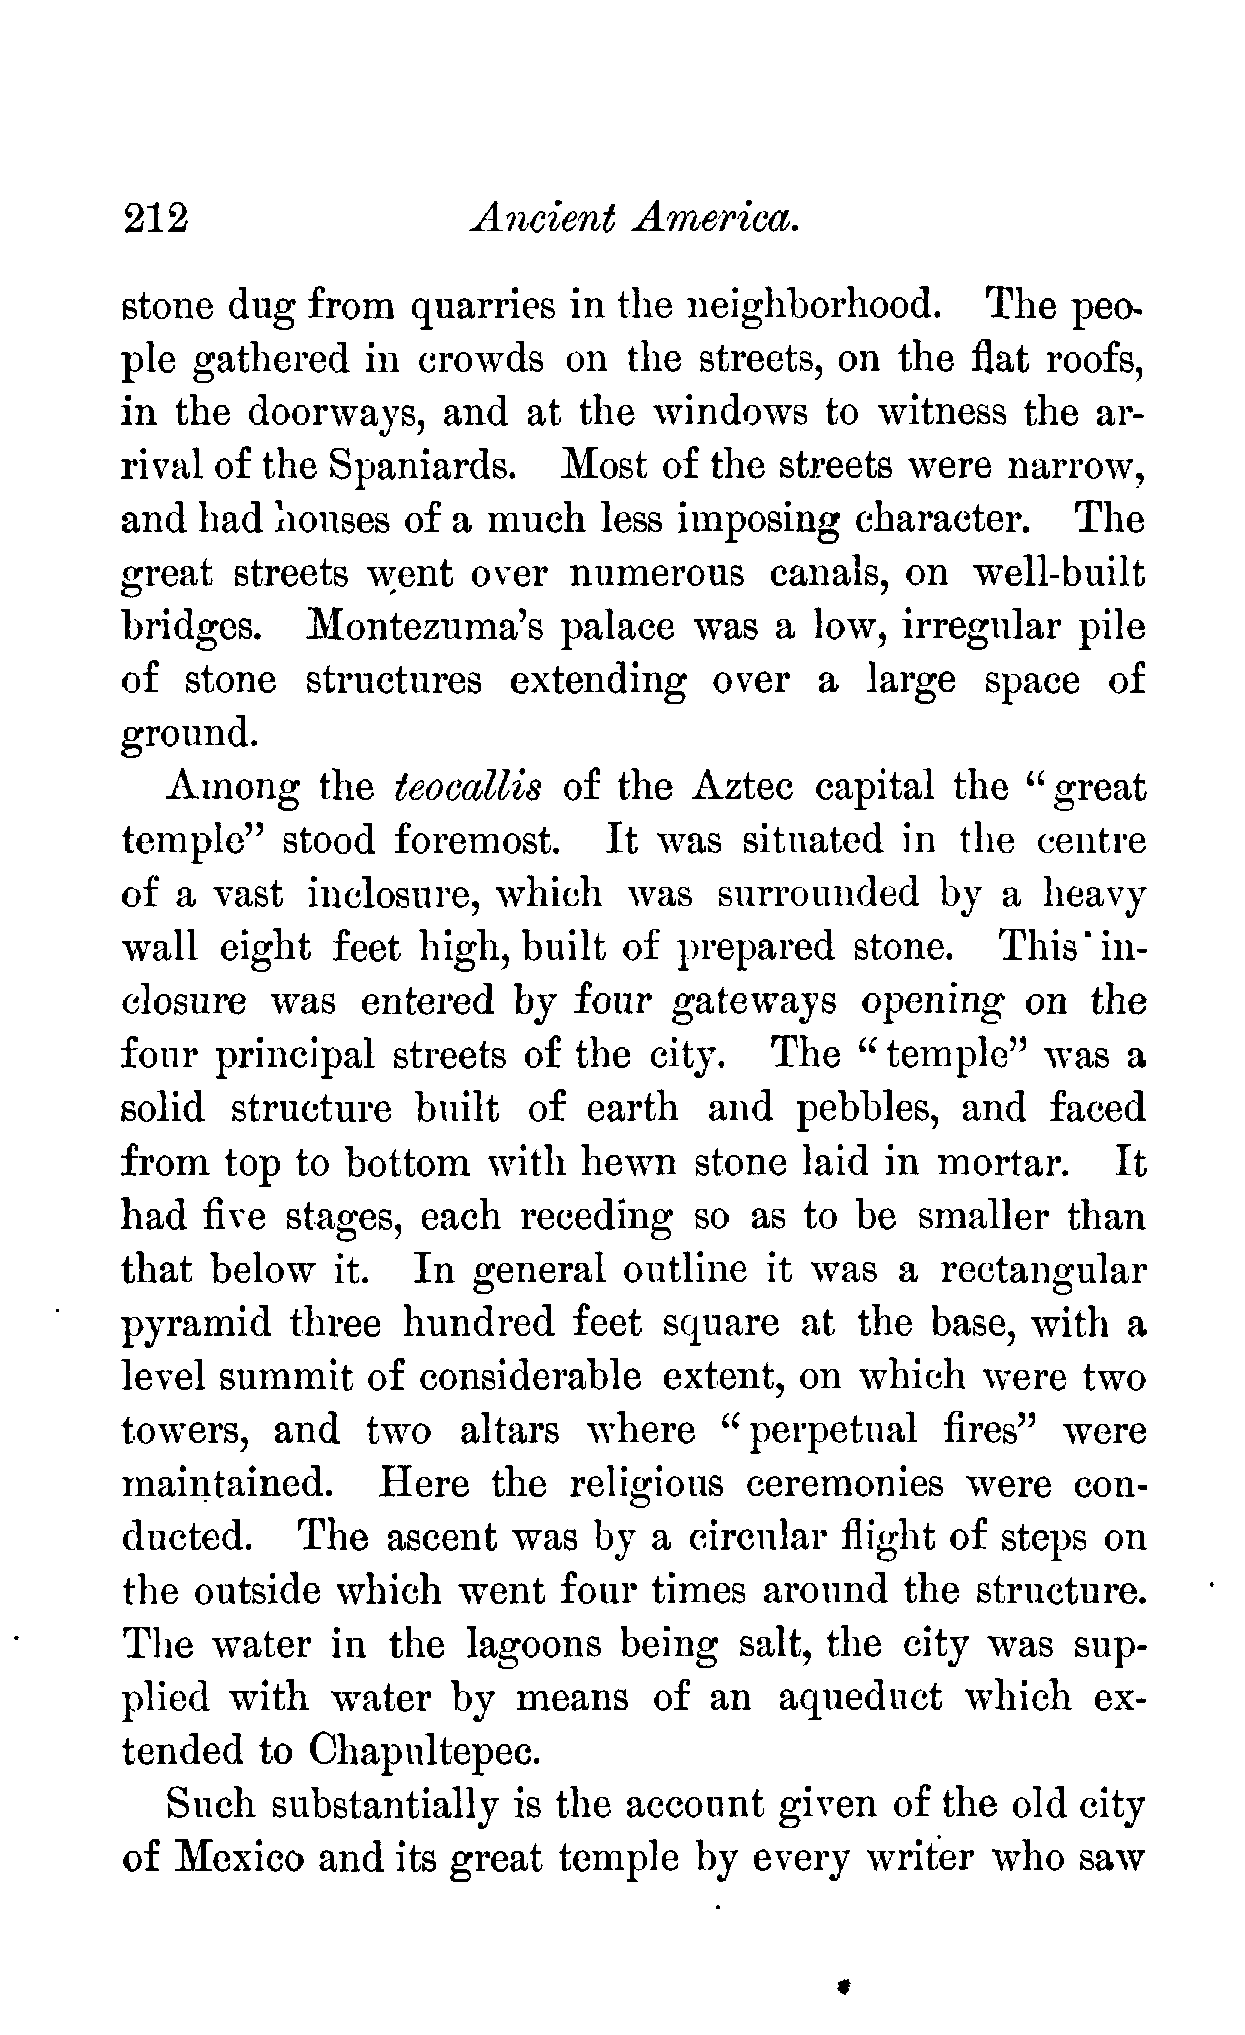 212 Ancient America.
stone dug from quarries in the neighborhood. The peo-
ple gathered in crowds on the streets, on the flat roofs,
in the doorways, and at the windows to witness the ar-
rival of the Spaniards. Most of the streets were narrow,
and had houses of a much less imposing character. The
great streets went over numerous canals, on well-built
bridges. Montezuma's palace was a low, irregular pile
of stone structures extending over a large space of
ground.
Among the teocallis of the Aztec capital the "great
temple" stood foremost. It was situated in the centre
of a vast inclosure, which was surrounded by a heavy
wall eight feet high, built of prepared stone. This in-
closure was entered by four gateways opening on the
four principal streets of the city. The "temple" was a
solid structure built of earth and pebbles, and faced
from top to bottom with hewn stone laid in mortar. It
had five stages, each receding so as to be smaller than
that below it. In general outline it was a rectangular
pyramid three hundred feet square at the base, with a
level summit of considerable extent, on which were two
towers, and two altars where "perpetual fires" were
maintained. Here the religious ceremonies were con-
ducted. The ascent was by a circular flight of steps on
the outside which went four times around the structure.
The water in the lagoons being salt, the city was sup-
plied with water by means of an aqueduct which ex-
tended to Chapultepec.
Such substantially is the account given of the old city
of Mexico and its great temple by every writer who saw